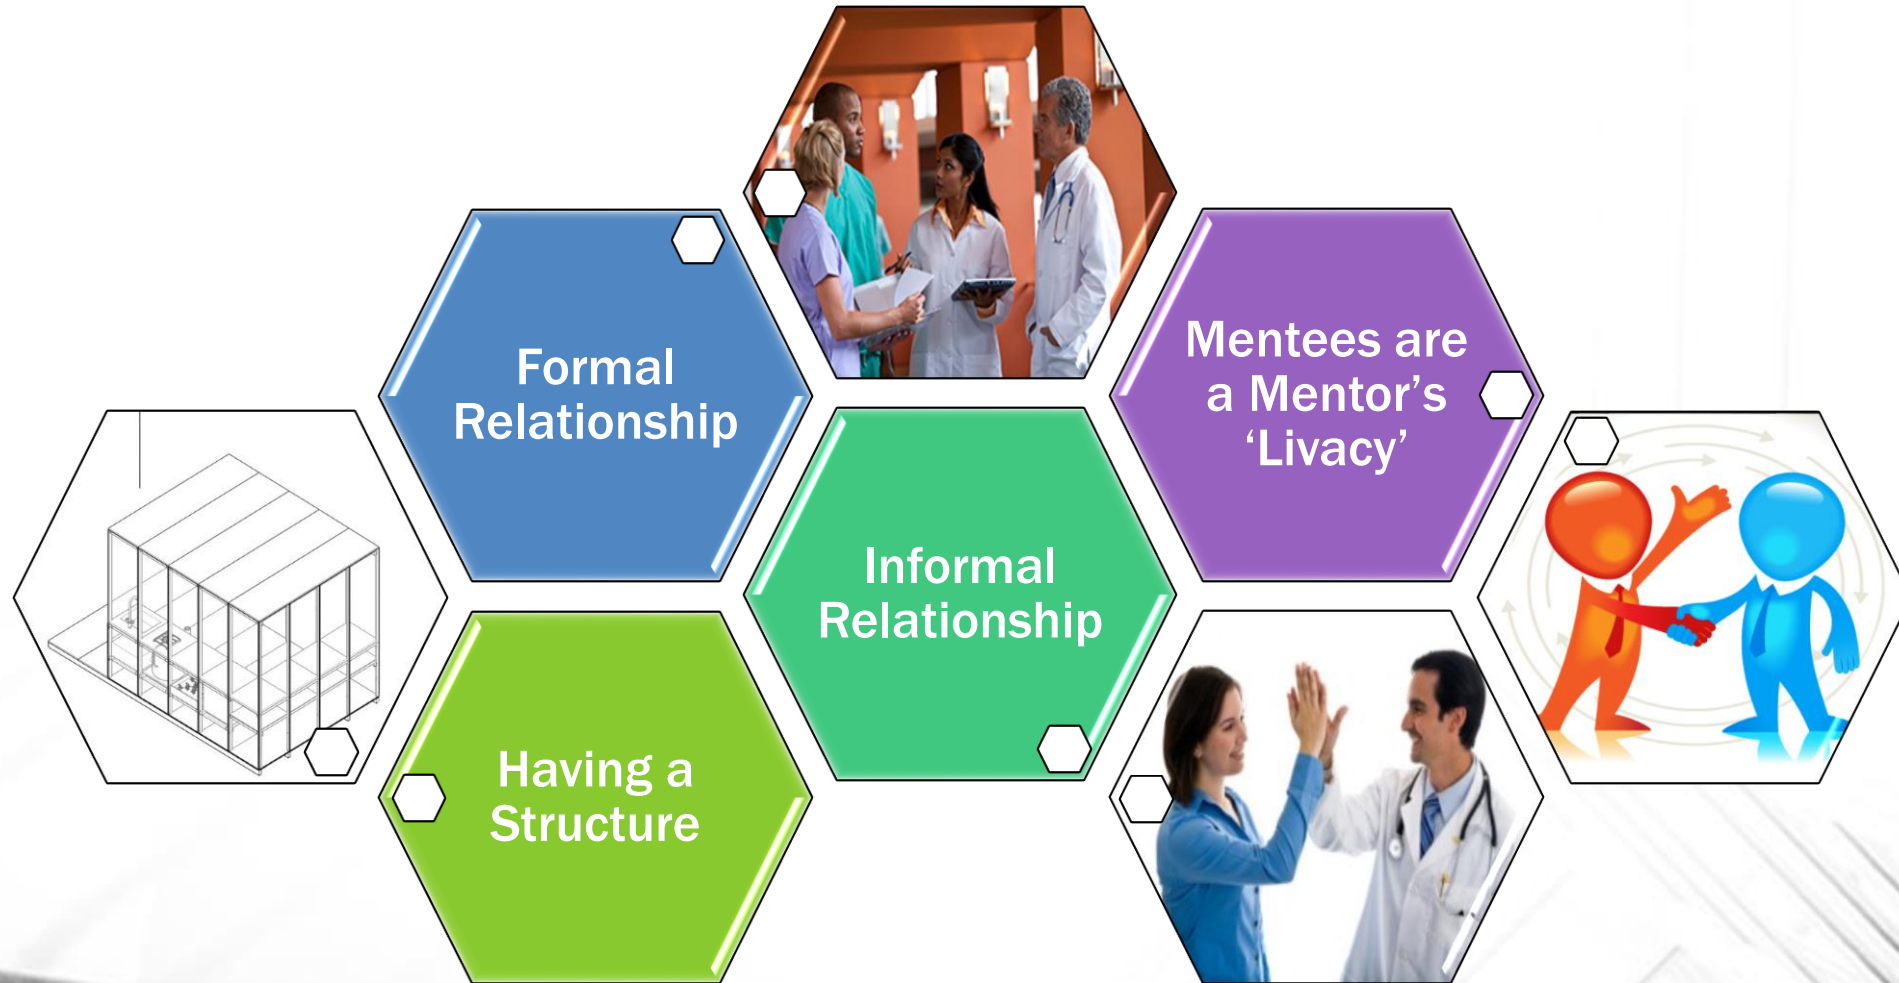 Formal
Relationship
Mentees are
a Mentor’s
‘Livacy’
Informal
Relationship
Having a
Structure